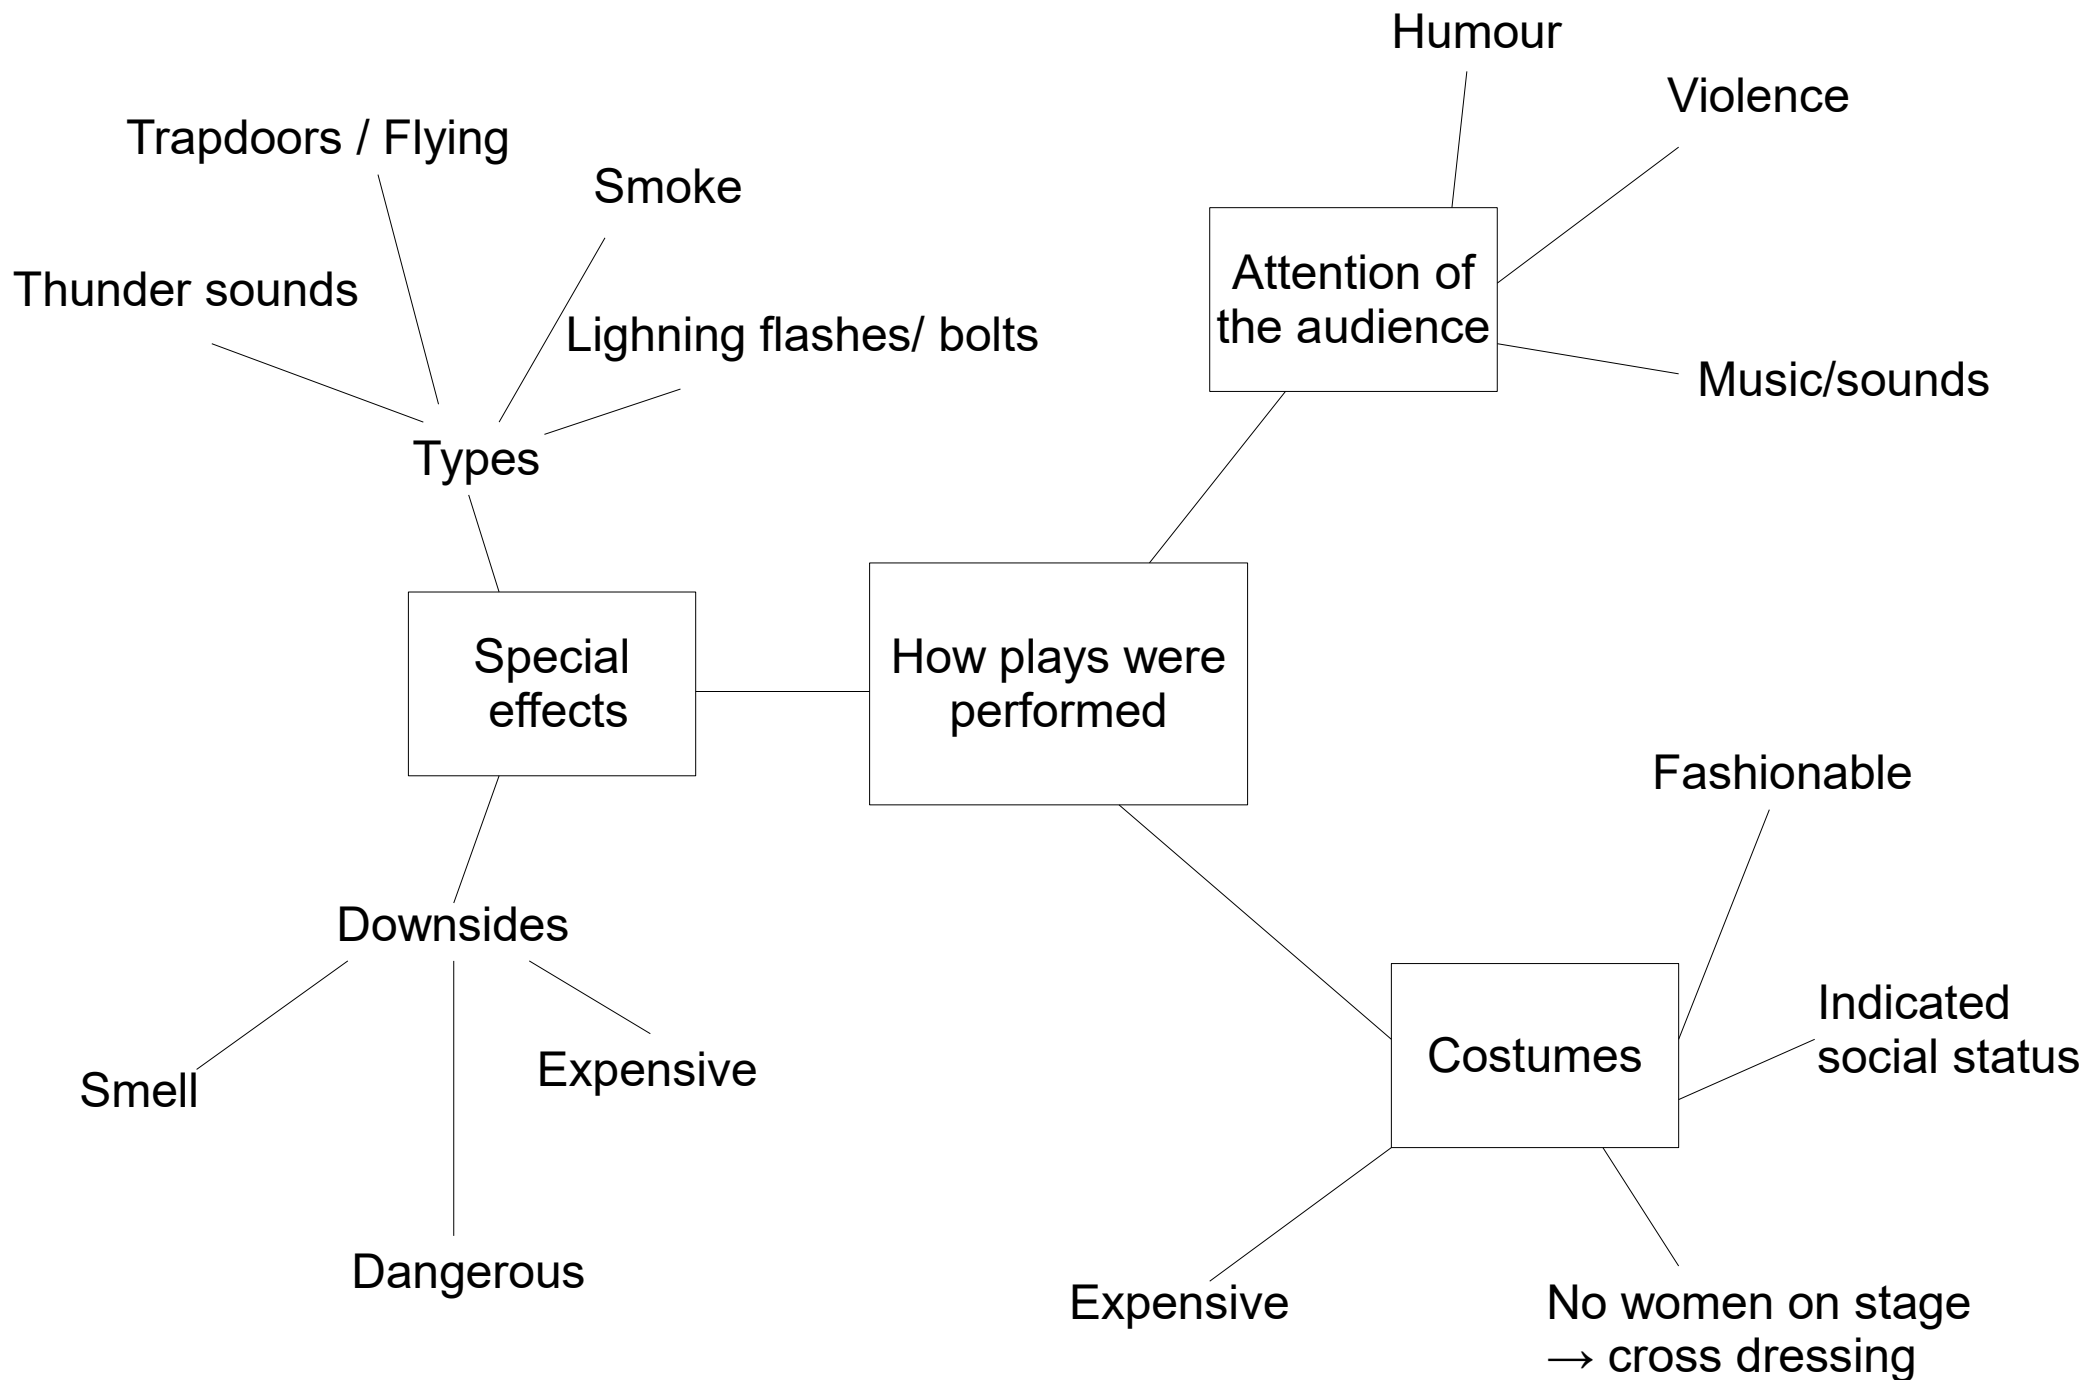 Humour
Violence
Trapdoors / Flying
Smoke
Thunder sounds
Lighning flashes/ bolts
Attention of
the audience
Music/sounds
Types
Special
effects
How plays were
performed
Fashionable
Downsides
Indicated
social status
Costumes
Smell
Expensive
Dangerous
Expensive
No women on stage
→ cross dressing